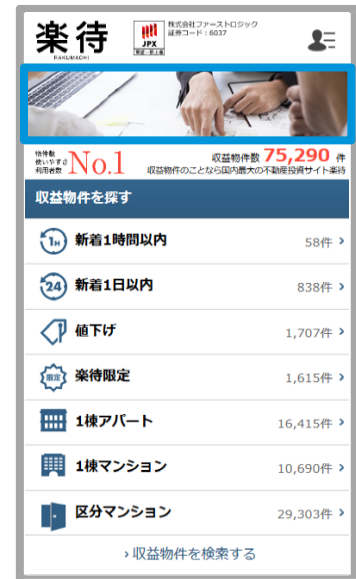 楽待
RAKUMACHI
JPX
株式会社ファーストロジック
証券コード：6037
物件数
使いやすさ
利用者数
No.1
収益物件数 75,290 件
収益物件のことなら国内最大の不動産投資サイト楽待
収益物件を探す
1H 新着1時間以内 58件
24 新着1日以内 838件
値下げ 1,707件
限定 楽待限定 1,615件
1棟アパート 16,415件
1棟マンション 10,690件
区分マンション 29,303件
収益物件を検索する